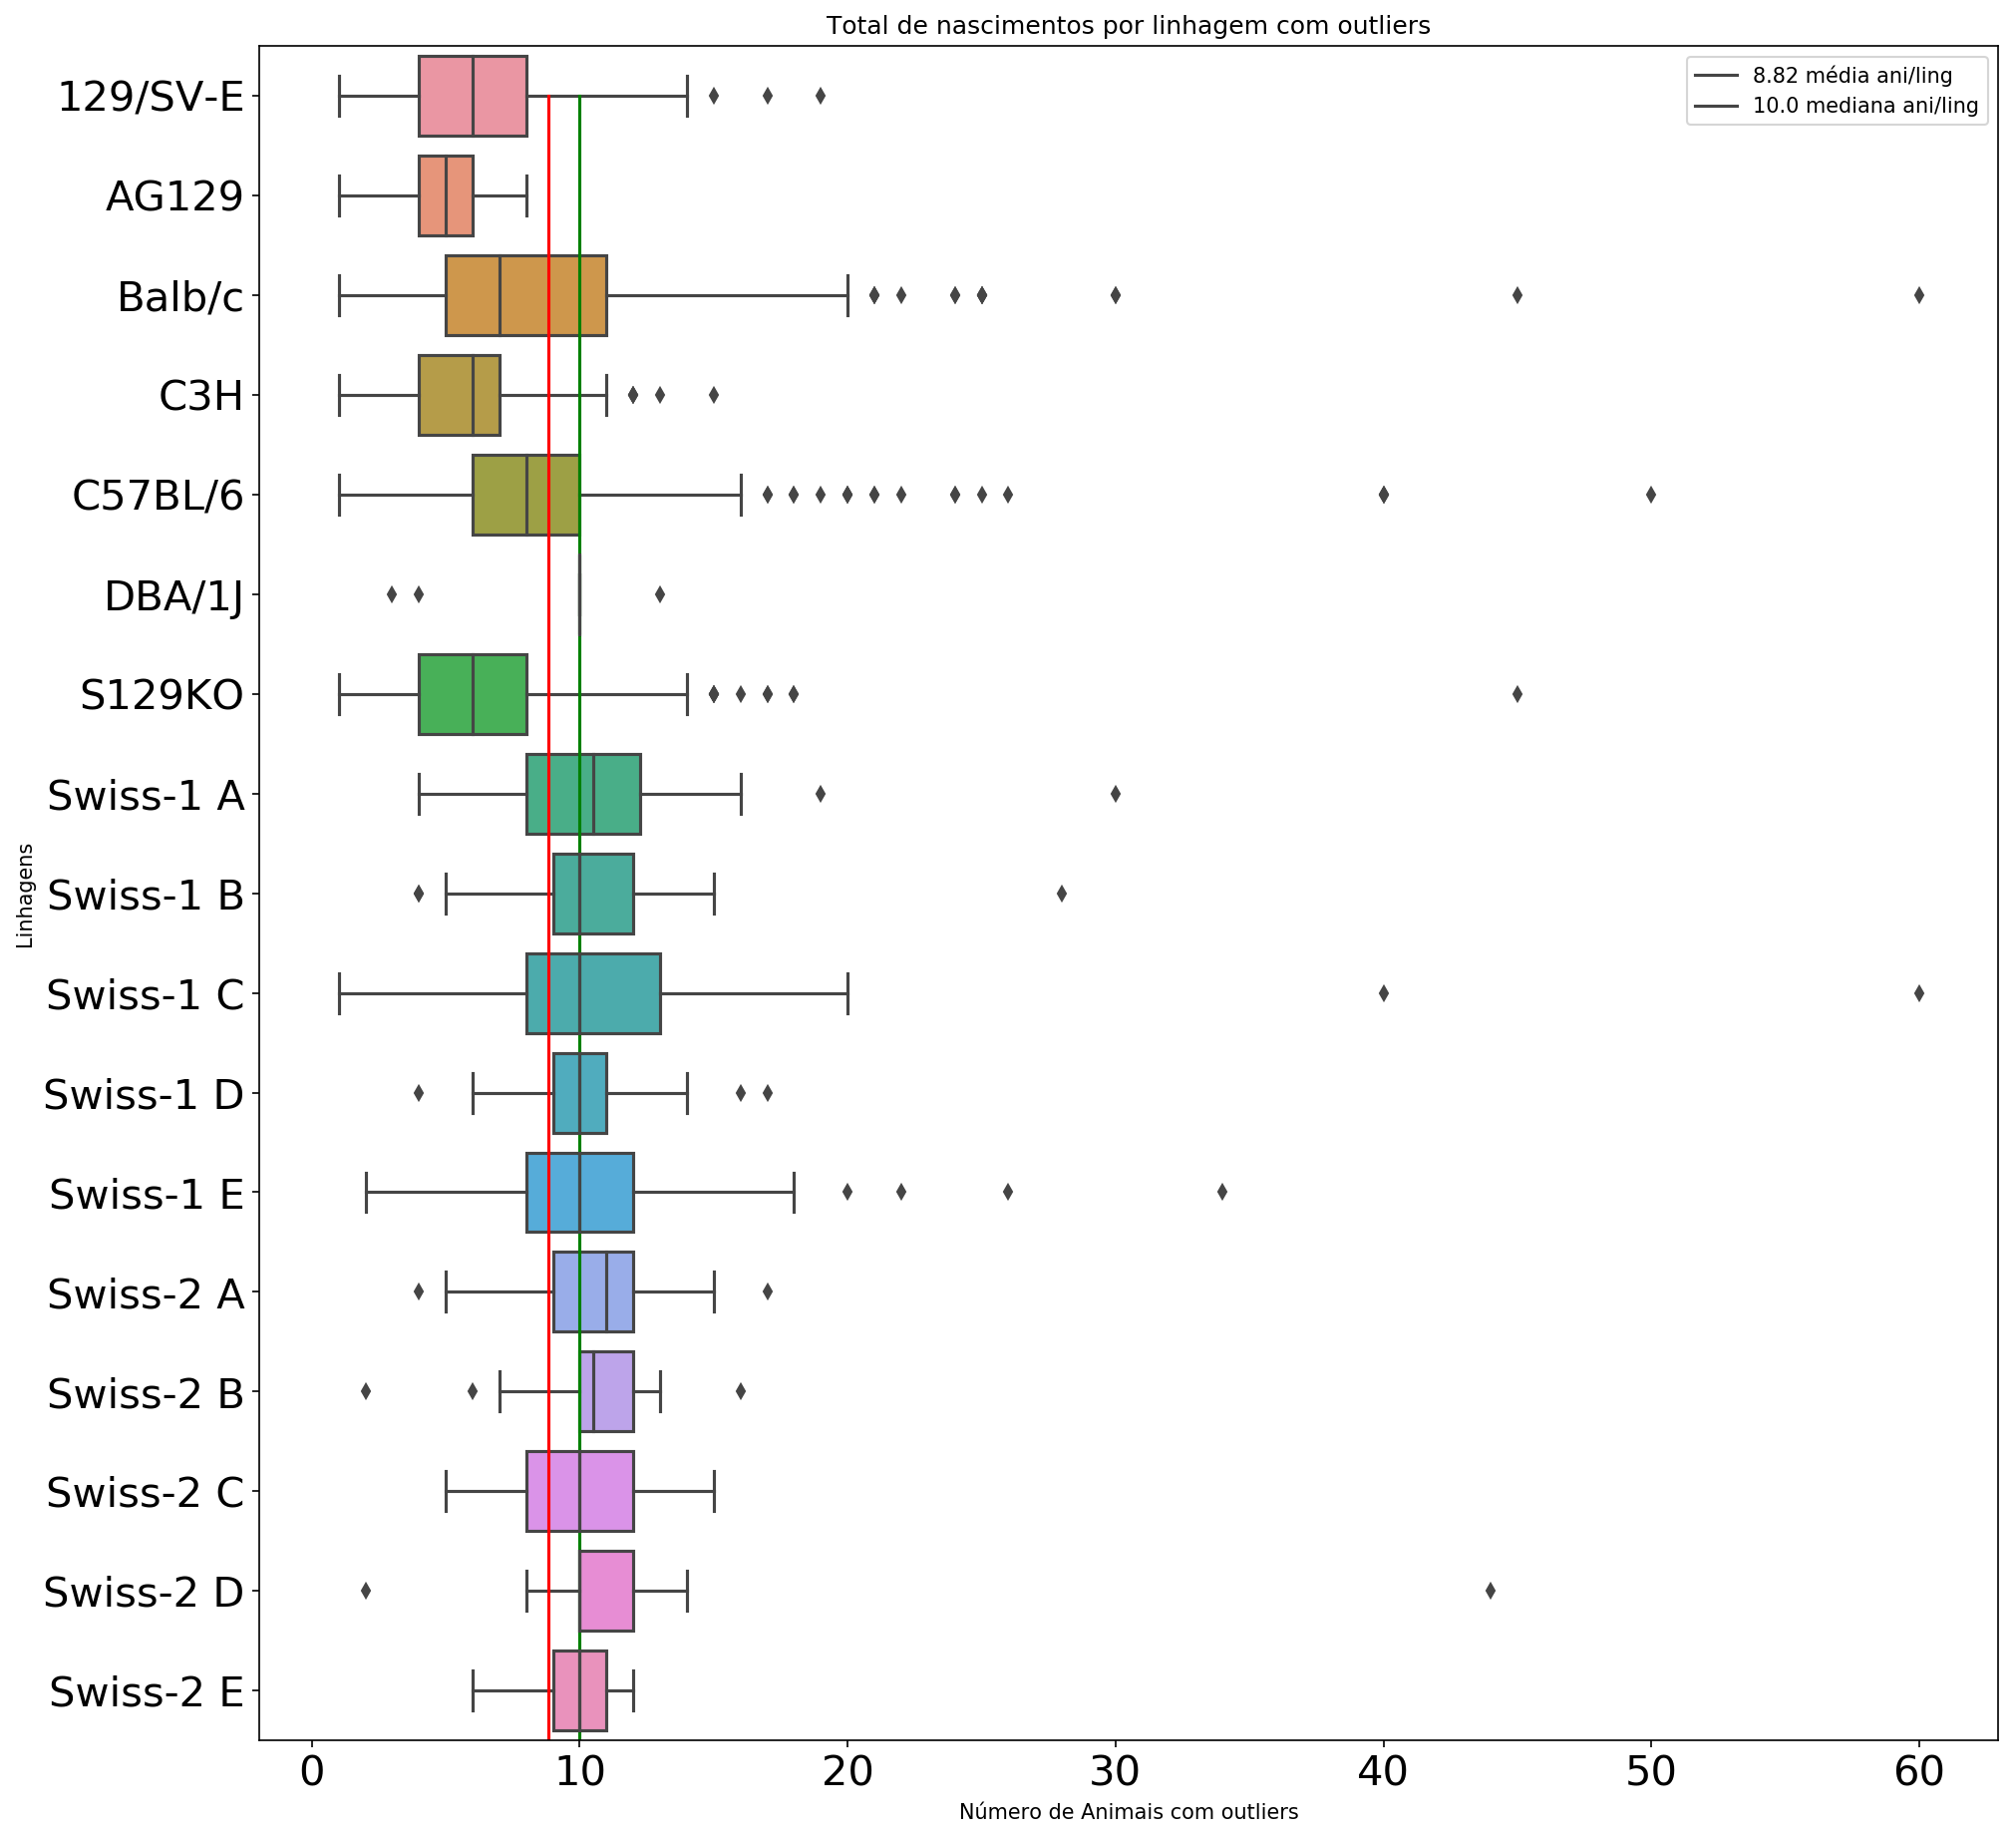 Total de nascimentos por linhagem com outliers
8.82 média ani/ling
10.0 mediana ani/ling
Linhagens
129/SV-E
AG129
Balb/c
C3H
C57BL/6
DBA/1J
S129KO
Swiss-1 A
Swiss-1 B
Swiss-1 C
Swiss-1 D
Swiss-1 E
Swiss-2 A
Swiss-2 B
Swiss-2 C
Swiss-2 D
Swiss-2 E
0 10 20 30 40 50 60
Número de Animais com outliers